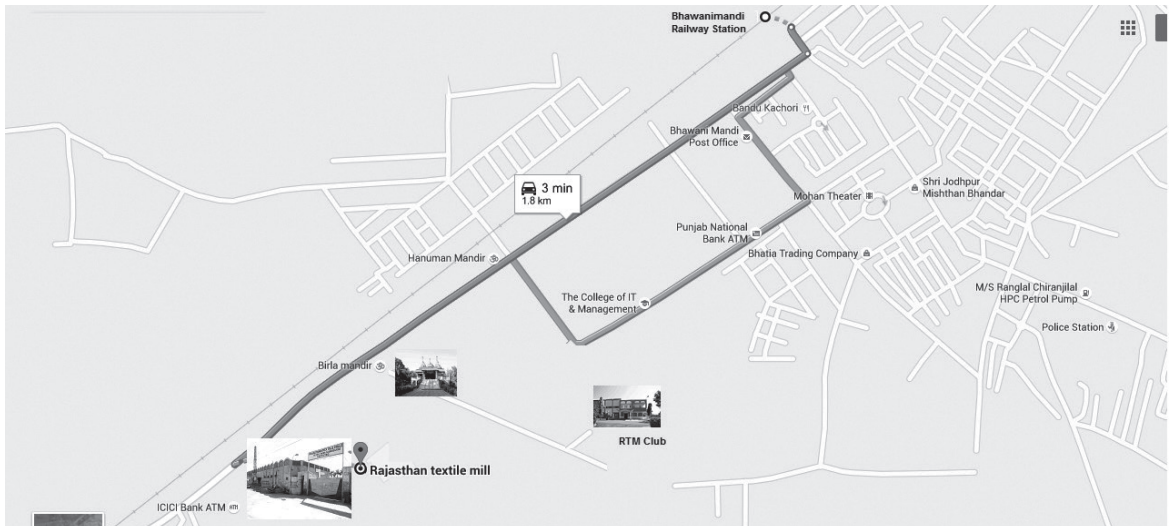 Bhawanimandi
Railway Station
Bandu Kachori
Bhawani Mandi
Post Office
3 min
1.8 km
Mohan Theater
Shri Jodhpur
Mishthan Bhandar
Punjab National
Bank ATM
Bhatia Trading Company
Hanuman Mandir
The College of IT
& Management
M/S Ranglal Chiranjilal
HPC Petrol Pump
Police Station
Birla mandir
RTM Club
Rajasthan textile mill
ICICI Bank ATM